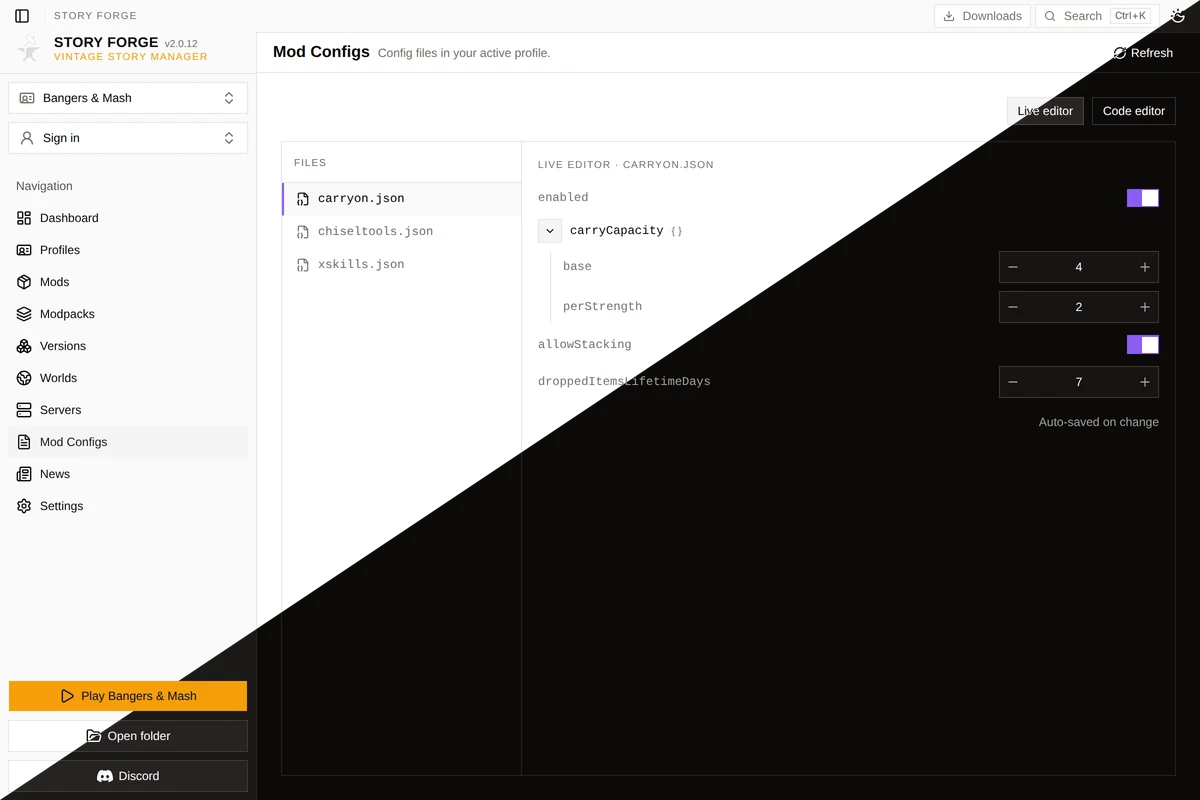 STORY FORGE
Downloads
Search Ctrl+K
STORY FORGE v2.0.12
VINTAGE STORY MANAGER
Mod Configs Config files in your active profile.
Refresh
Bangers & Mash
Sign in
Navigation
Dashboard
Profiles
Mods
Modpacks
Versions
Worlds
Servers
Mod Configs
News
Settings
Play Bangers & Mash
Open folder
Discord
Live editor
Code editor
FILES
carryon.json
chiseltools.json
xskills.json
LIVE EDITOR · CARRYON.JSON
enabled
carryCapacity {}
base
4
perStrength
2
allowStacking
droppedItemsLifetimeDays
7
Auto-saved on change